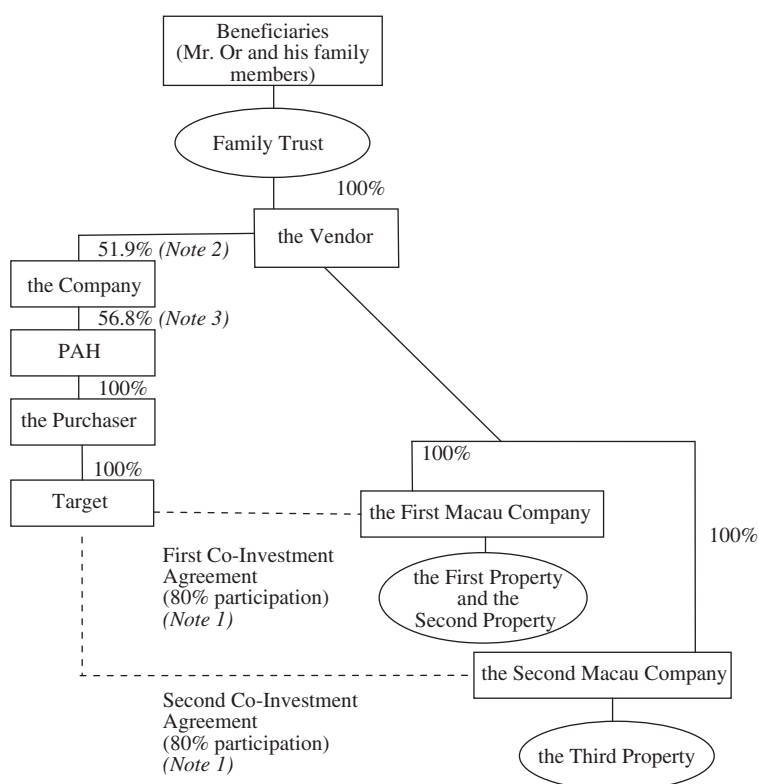 Beneficiaries
(Mr. Or and his family
members)
Family Trust
100%
the Vendor
51.9% (Note 2)
the Company
56.8% (Note 3)
PAH
100%
the Purchaser
100%
Target
100%
the First Macau Company
100%
First Co-Investment
Agreement
(80% participation)
(Note 1)
the First Property
and the
Second Property
the Second Macau Company
Second Co-Investment
Agreement
(80% participation)
(Note 1)
the Third Property